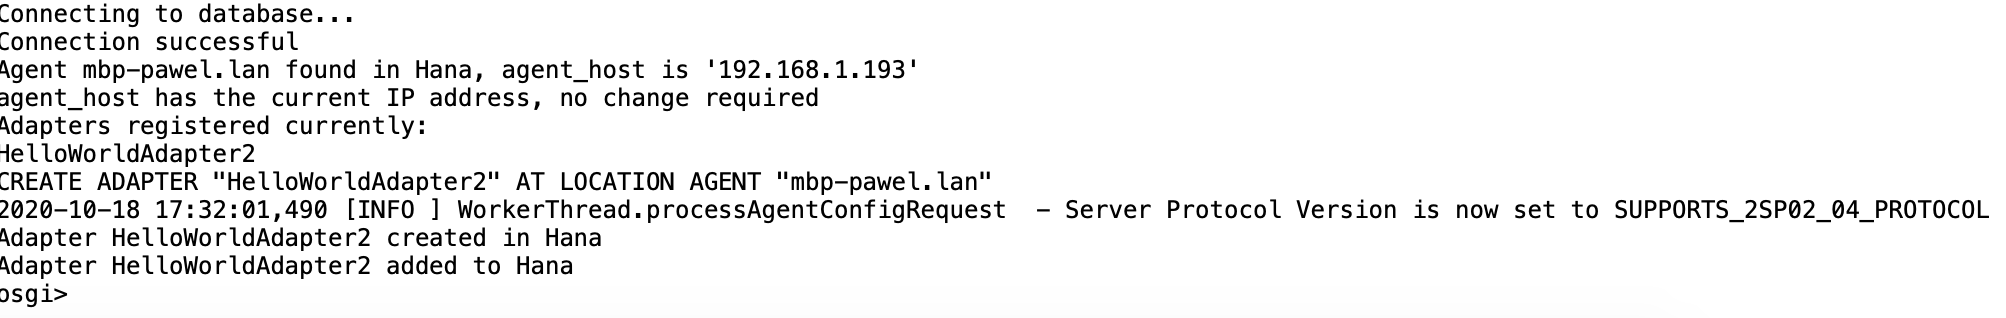 Connecting to database...
Connection successful
Agent mbp-pawel.lan found in Hana, agent_host is '192.168.1.193'
agent_host has the current IP address, no change required
Adapters registered currently:
HelloWorldAdapter2
CREATE ADAPTER "HelloWorldAdapter2" AT LOCATION AGENT "mbp-pawel.lan"
2020-10-18 17:32:01,490 [INFO ] WorkerThread.processAgentConfigRequest  - Server Protocol Version is now set to SUPPORTS_2SP02_04_PROTOCOL
Adapter HelloWorldAdapter2 created in Hana
Adapter HelloWorldAdapter2 added to Hana
osgi>